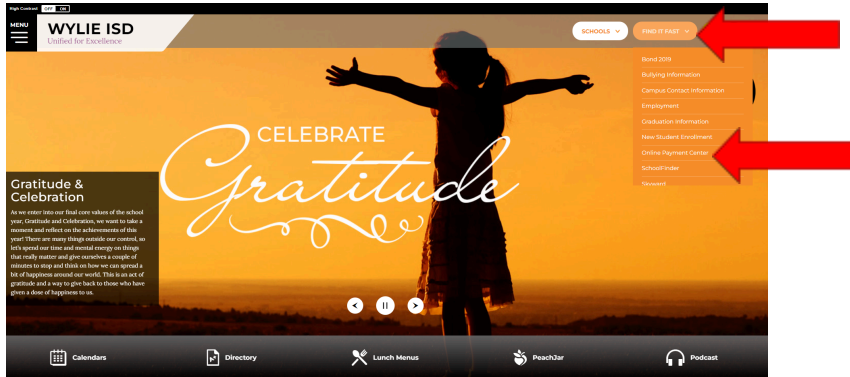 High Contrast OFF ON
MENU
WYLIE ISD
Unified for Excellence
SCHOOLS
FIND IT FAST
Bond 2019
Bullying Information
Campus Contact Information
Employment
Graduation Information
New Student Enrollment
Online Payment Center
SchoolFinder
Skyward
CELEBRATE
Gratitude
Gratitude &
Celebration
As we enter into our final core values of the school
year, Gratitude and Celebration, we want to take a
moment and reflect on the achievements of this
year! There are many things outside our control, so
let's spend our time and mental energy on things
that really matter and give ourselves a couple of
minutes to stop and think on how we can spread a
bit of happiness around our world. This is an act of
gratitude and a way to give back to those who have
given a dose of happiness to us.
Calendars
Directory
Lunch Menus
PeachJar
Podcast